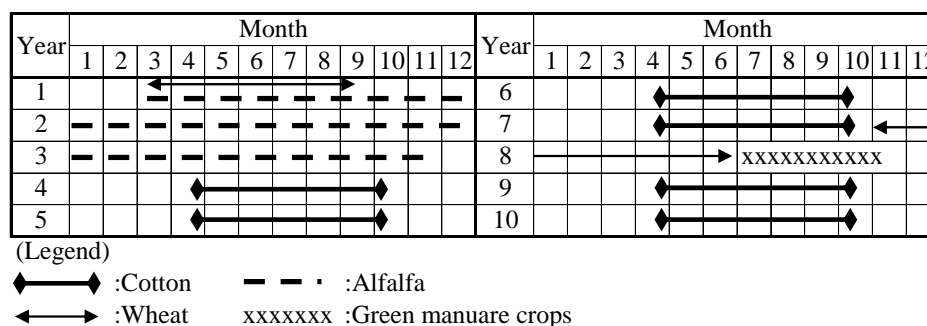 Year Month Year Month
1 2 3 4 5 6 7 8 9 10 11 12 1 2 3 4 5 6 7 8 9 10 11 12
1 6
2 7
3 8 xxxxxxxxxxx
4 9
5 10
(Legend)
:Cotton :Alfalfa
:Wheat xxxxxxx :Green manuare crops